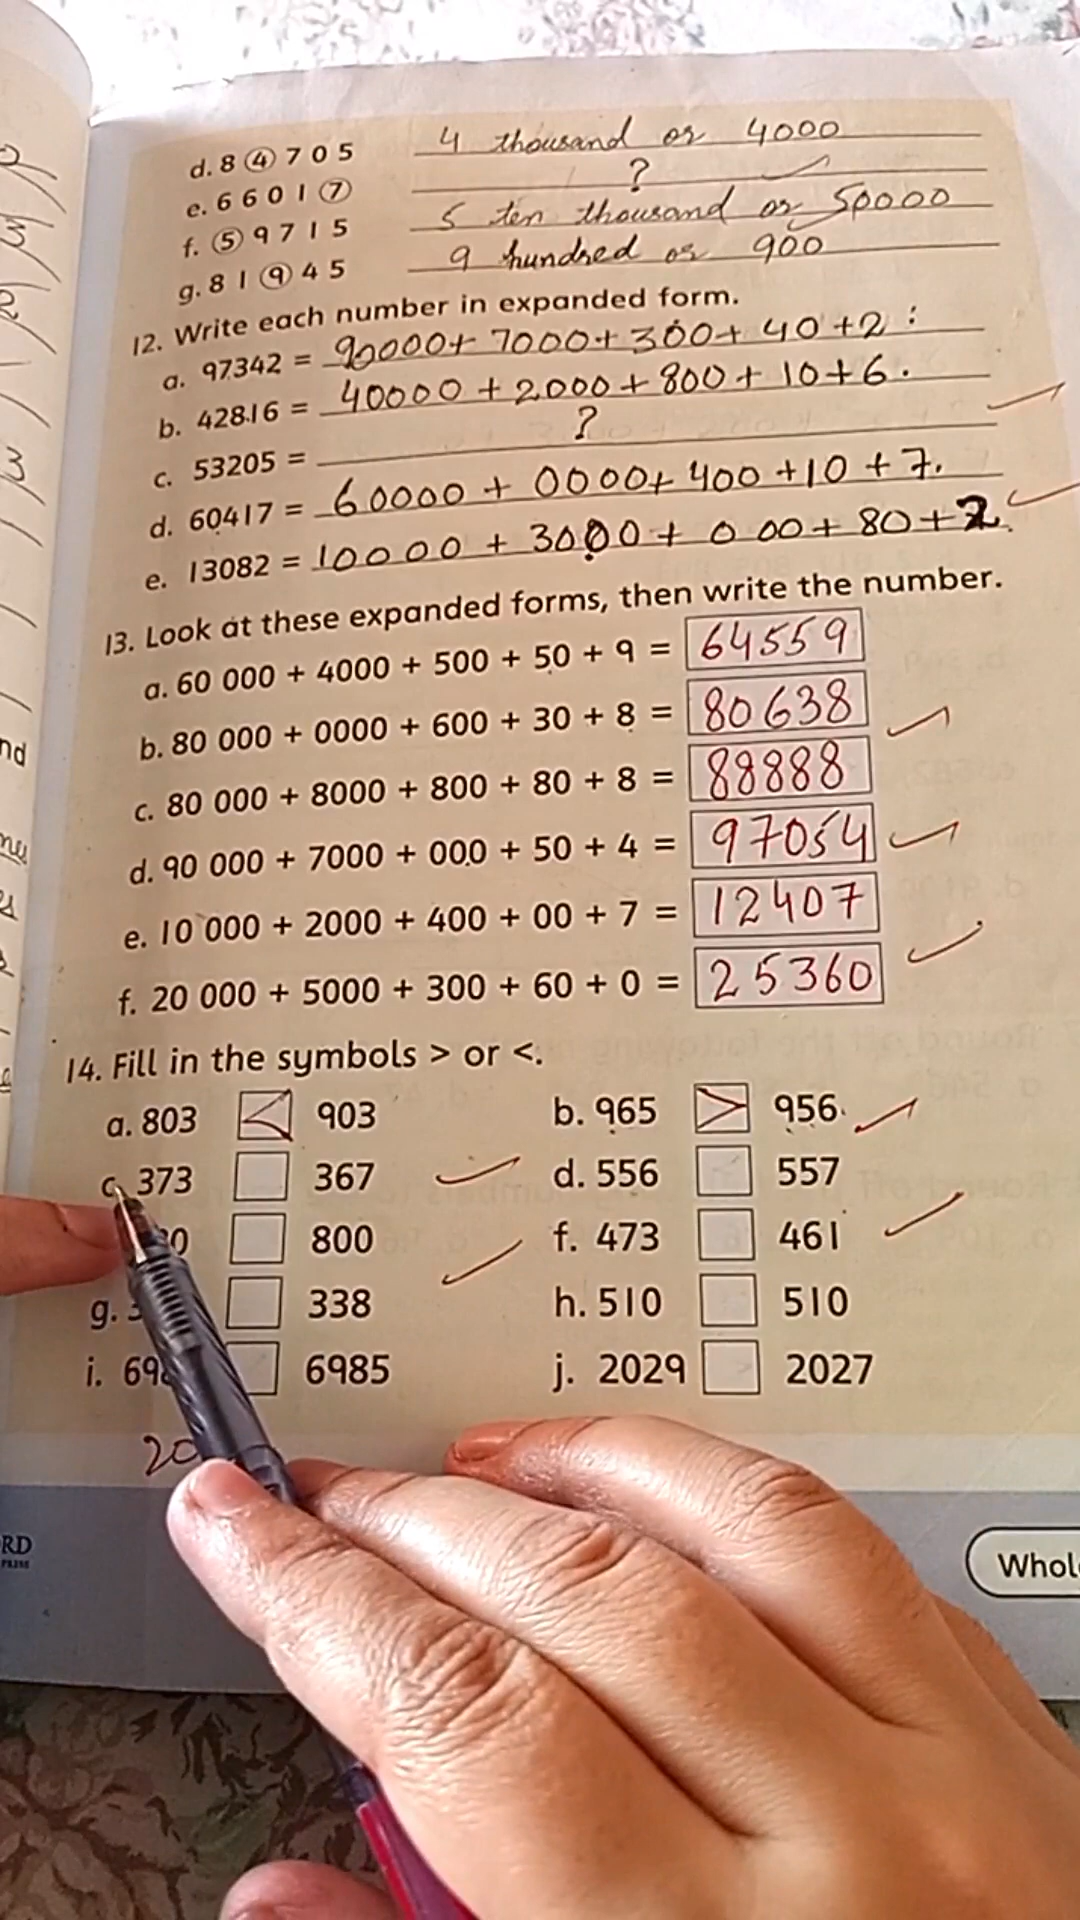 d. 8 4 7 0 5 4 thousand or 4000
e. 6 6 0 1 7 ?
f. 5 9 7 1 5 5 ten thousand or 50000
g. 8 1 9 4 5 9 hundred or 900
12. Write each number in expanded form.
a. 97342 = 90000+ 7000+ 300+ 40 +2
b. 42816 = 40000 + 2000 + 800 + 10 + 6.
c. 53205 = ?
d. 60417 = 60000 + 0000+ 400 +10 + 7.
e. 13082 = 10000 + 3000 + 000 + 80 + 2
13. Look at these expanded forms, then write the number.
a. 60 000 + 4000 + 500 + 50 + 9 = 64559
b. 80 000 + 0000 + 600 + 30 + 8 = 80638
c. 80 000 + 8000 + 800 + 80 + 8 = 88888
d. 90 000 + 7000 + 000 + 50 + 4 = 97054
e. 10 000 + 2000 + 400 + 00 + 7 = 12407
f. 20 000 + 5000 + 300 + 60 + 0 = 25360
14. Fill in the symbols > or <.
a. 803 < 903 b. 965 > 956
c. 373 367 d. 556 557
800 f. 473 461
g. 338 h. 510 510
i. 6985 j. 2029 2027
20
RD
Whol